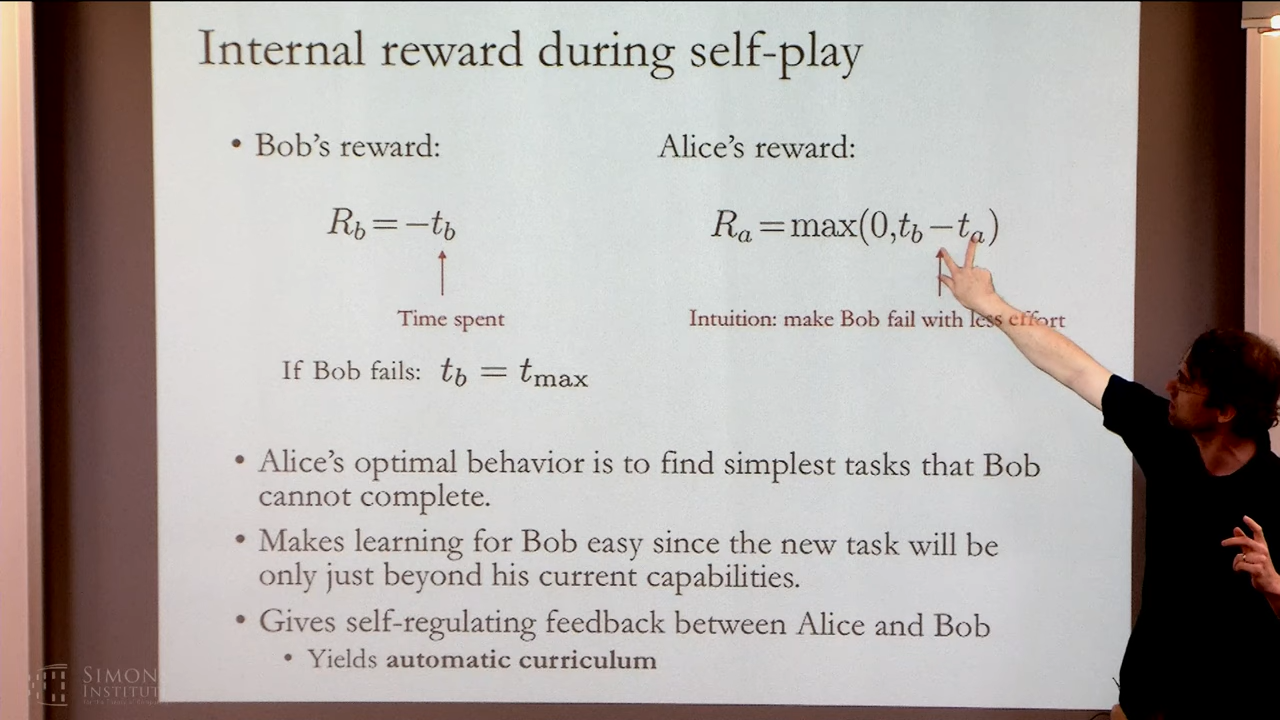 Internal reward during self-play
• Bob's reward:
Alice's reward:
R_b = −t_b
R_a = max(0,t_b − t_a)
Time spent
Intuition: make Bob fail with less effort
If Bob fails: t_b = t_max
• Alice's optimal behavior is to find simplest tasks that Bob
cannot complete.
• Makes learning for Bob easy since the new task will be
only just beyond his current capabilities.
• Gives self-regulating feedback between Alice and Bob
• Yields automatic curriculum
SIMON
INSTITUT